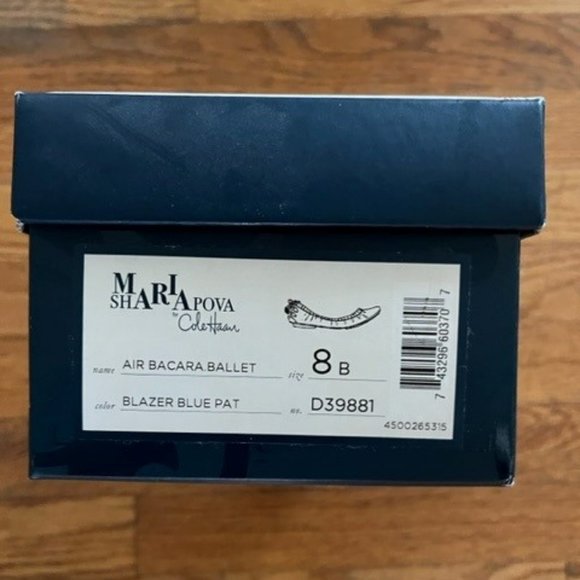 MARIA
SHARAPOVA
by
Cole Haan
name AIR BACARA.BALLET
size 8 B
color BLAZER BLUE PAT
no. D39881
7 43296 60370 7
4500265315